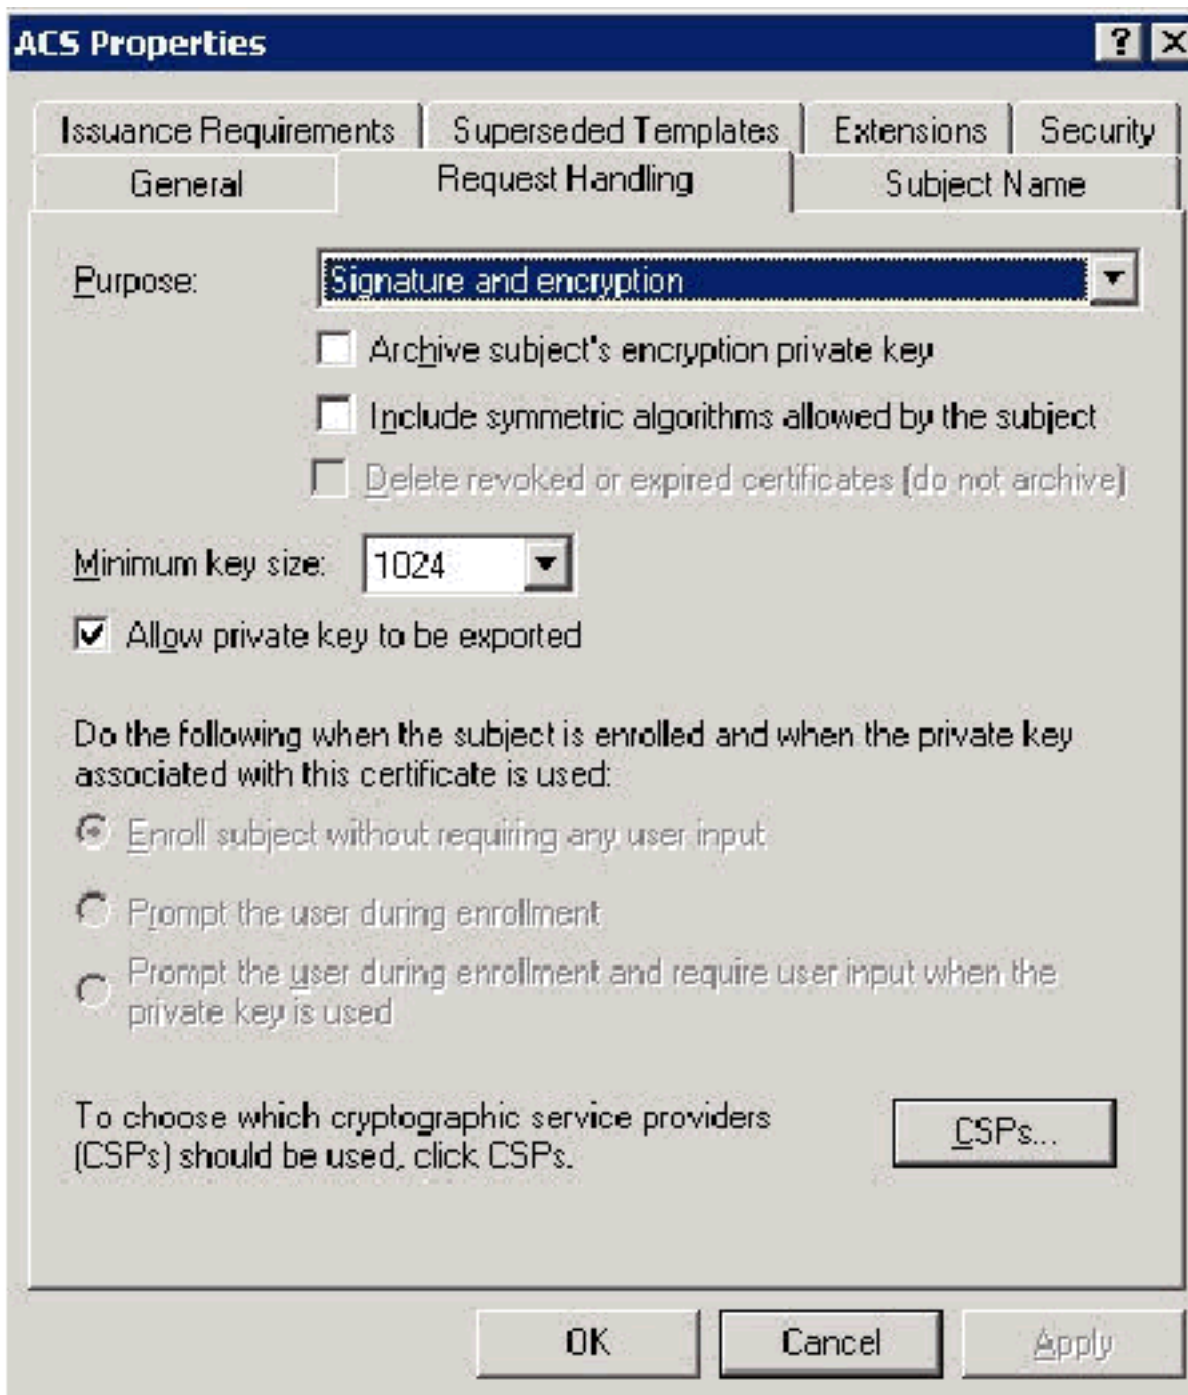 ACS Properties
?
Issuance Requirements
Superseded Templates
Extensions
Security
General
Request Handling
Subject Name
Purpose:
Signature and encryption
Archive subject's encryption private key
Include symmetric algorithms allowed by the subject
Delete revoked or expired certificates (do not archive)
Minimum key size:
1024
Allow private key to be exported
Do the following when the subject is enrolled and when the private key
associated with this certificate is used:
Enroll subject without requiring any user input
Prompt the user during enrollment
Prompt the user during enrollment and require user input when the
private key is used
To choose which cryptographic service providers
(CSPs) should be used, click CSPs.
CSPs...
OK
Cancel
Apply